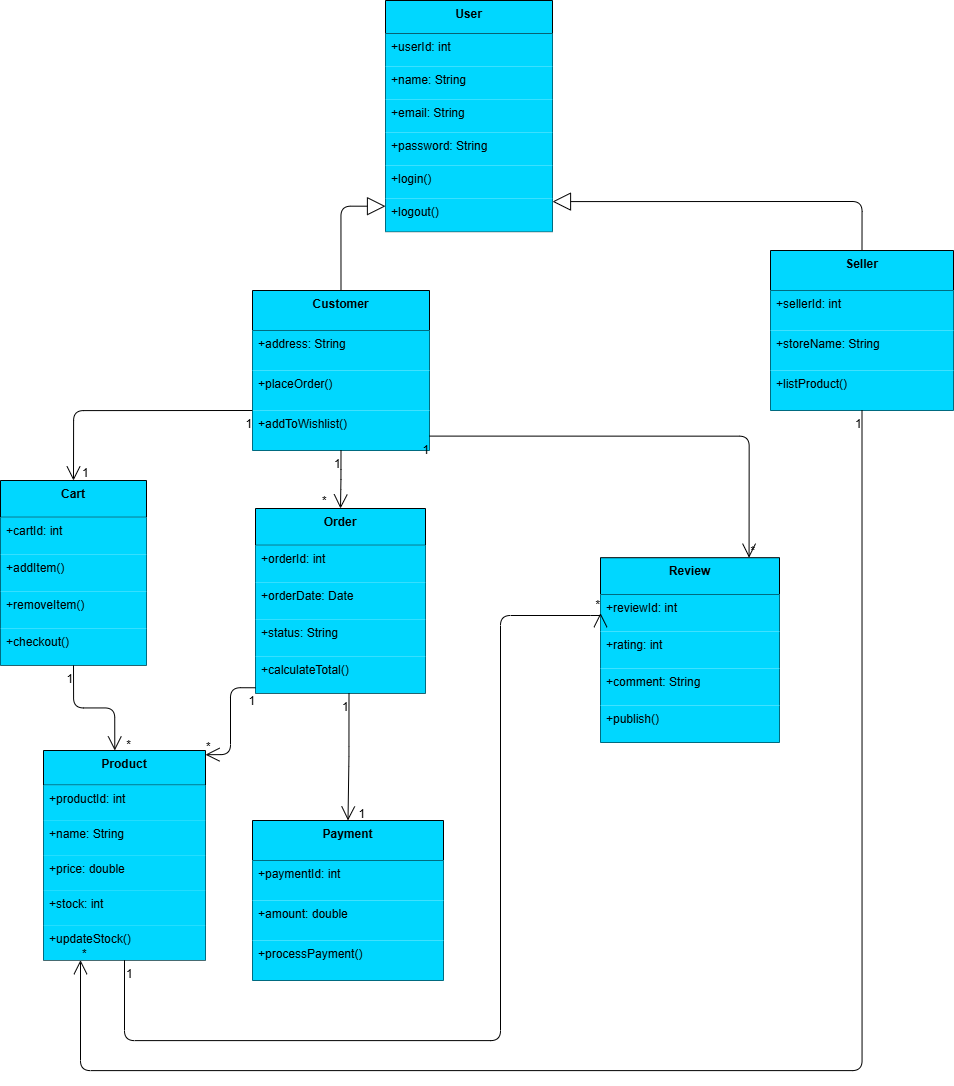 User
+userId: int
+name: String
+email: String
+password: String
+login()
+logout()
Seller
+sellerId: int
+storeName: String
+listProduct()
1
Customer
+address: String
+placeOrder()
+addToWishlist()
1
1
1
1
*
*
Cart
+cartId: int
+addItem()
+removeItem()
+checkout()
1
Order
+orderId: int
+orderDate: Date
+status: String
+calculateTotal()
1
1
*
Review
+reviewId: int
+rating: int
+comment: String
+publish()
*
*
1
Product
+productId: int
+name: String
+price: double
+stock: int
+updateStock()
*
1
Payment
+paymentId: int
+amount: double
+processPayment()